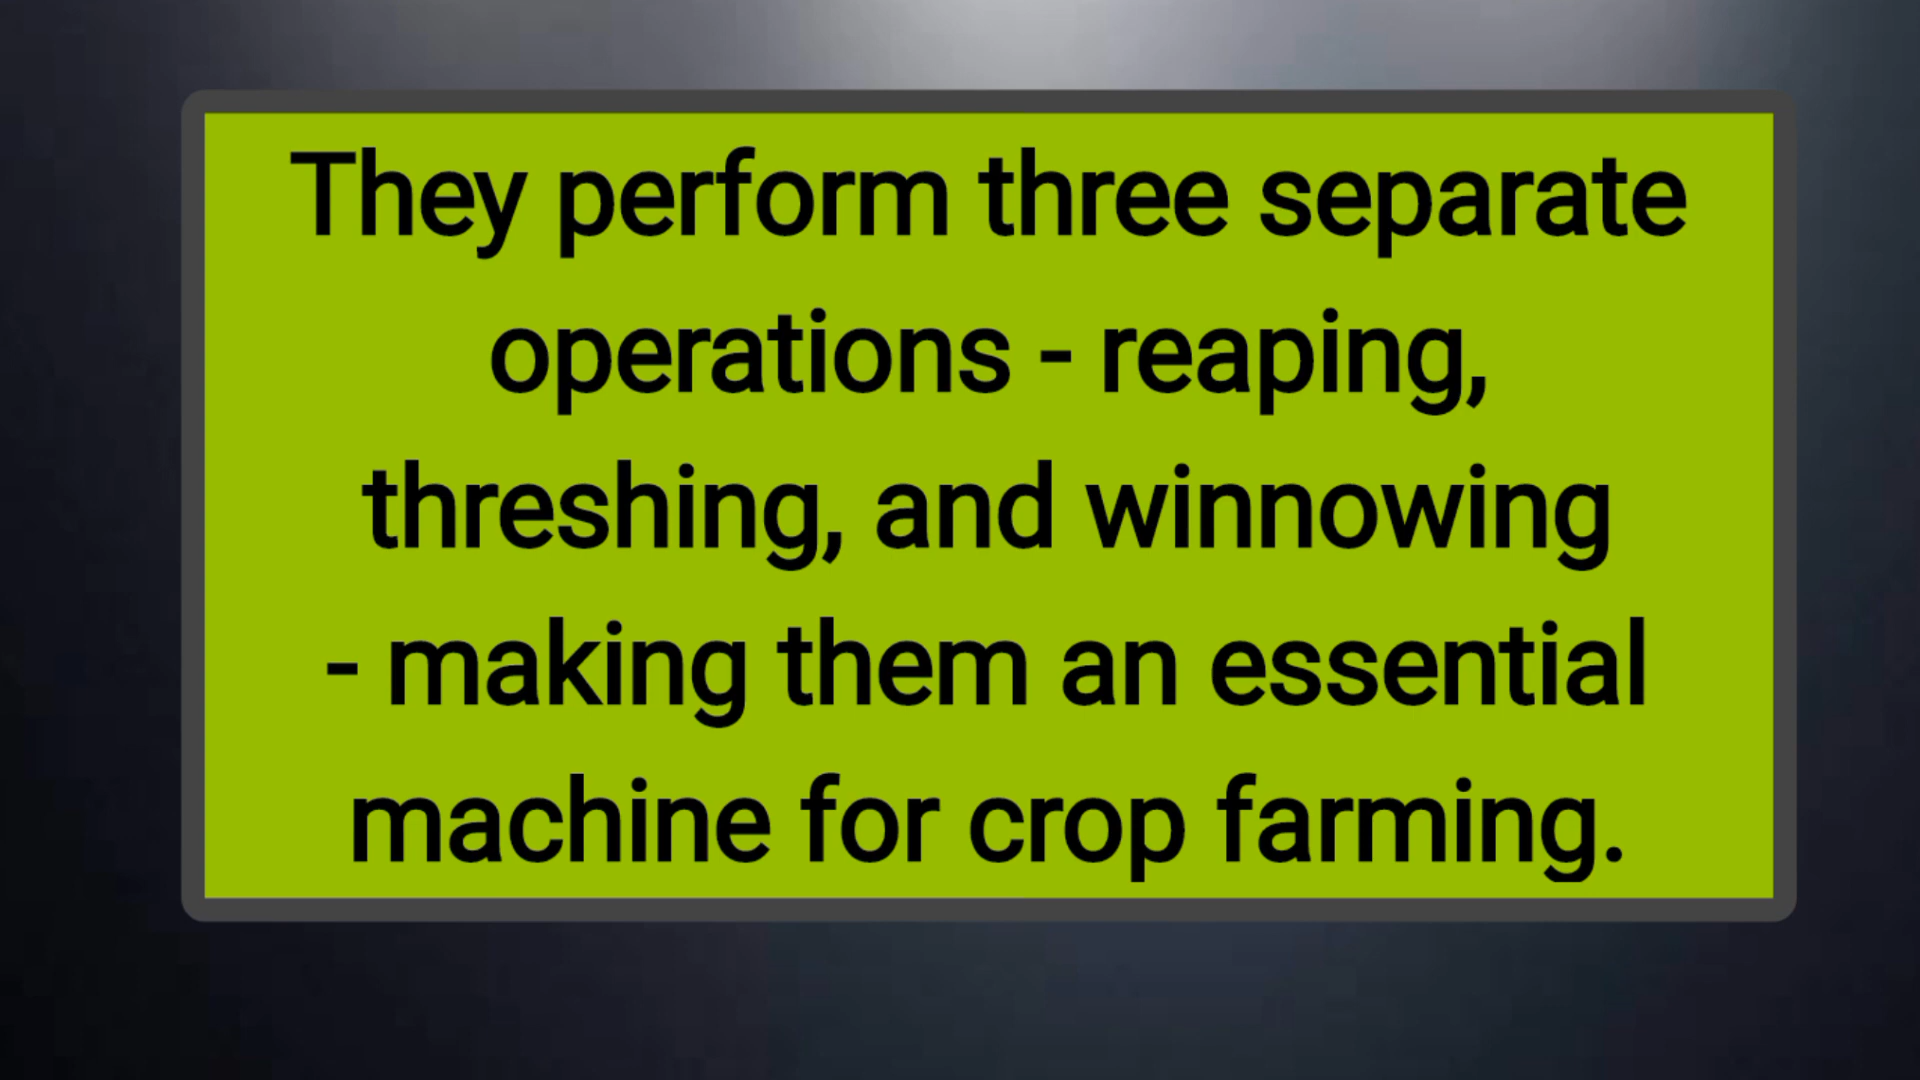 They perform three separate
operations - reaping,
threshing, and winnowing
- making them an essential
machine for crop farming.